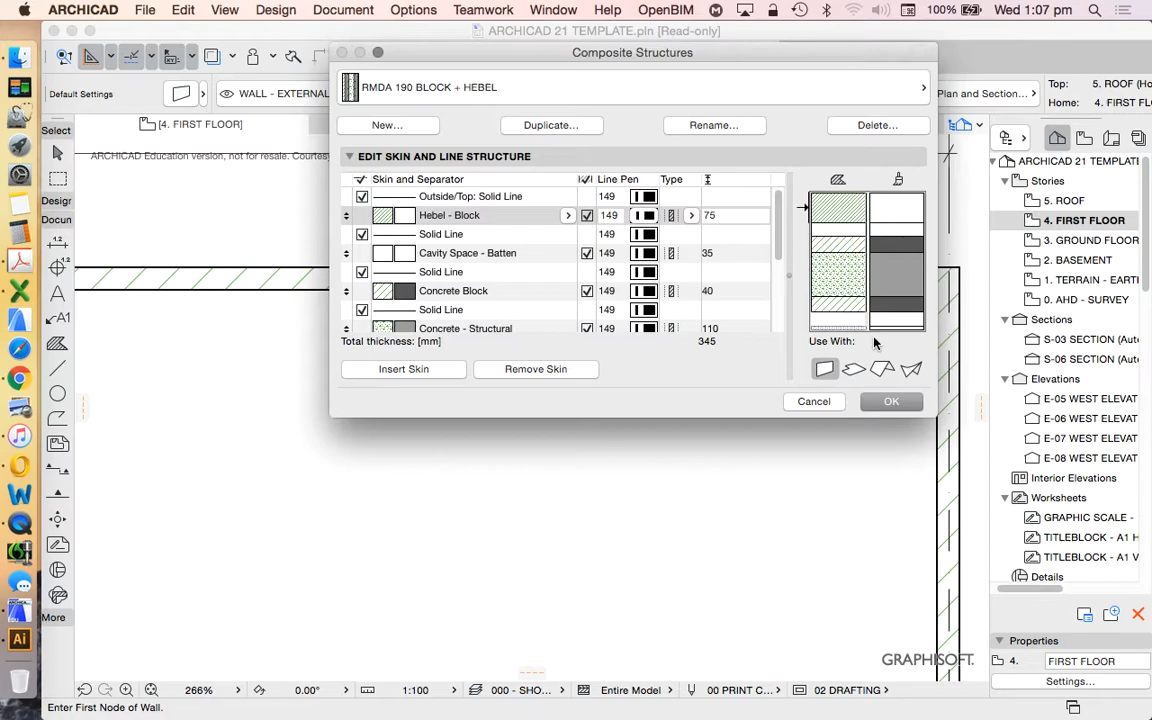 ARCHICAD File Edit View Design Document Options Teamwork Window Help OpenBIM 100% Wed 1:07 pm
ARCHICAD 21 TEMPLATE.pln [Read-only]
Composite Structures
Default Settings
WALL - EXTERNAL
RMDA 190 BLOCK + HEBEL
Plan and Section...
Top: 5. ROOF (Ho
Home: 4. FIRST FL
[4. FIRST FLOOR]
New...
Duplicate...
Rename...
Delete...
Select
ARCHICAD Education version, not for resale. Courtesy
EDIT SKIN AND LINE STRUCTURE
Skin and Separator Line Pen Type
Outside/Top: Solid Line 149
Hebel - Block 149 75
Solid Line 149
Cavity Space - Batten 149 35
Solid Line 149
Concrete Block 149 40
Solid Line 149
Concrete - Structural 149 110
Total thickness: [mm] 345
Use With:
Insert Skin
Remove Skin
Cancel
OK
Desigr
Docun
More
ARCHICAD 21 TEMPLATE
Stories
5. ROOF
4. FIRST FLOOR
3. GROUND FLOOR
2. BASEMENT
1. TERRAIN - EARTH
0. AHD - SURVEY
Sections
S-03 SECTION (Auto
S-06 SECTION (Auto
Elevations
E-05 WEST ELEVAT
E-06 WEST ELEVAT
E-07 WEST ELEVAT
E-08 WEST ELEVAT
Interior Elevations
Worksheets
GRAPHIC SCALE -
TITLEBLOCK - A1 H
TITLEBLOCK - A1 V
Details
Properties
4. FIRST FLOOR
Settings...
GRAPHISOFT.
Ai
266% 0.00° 1:100 000 - SHO... Entire Model 00 PRINT C... 02 DRAFTING
Enter First Node of Wall.